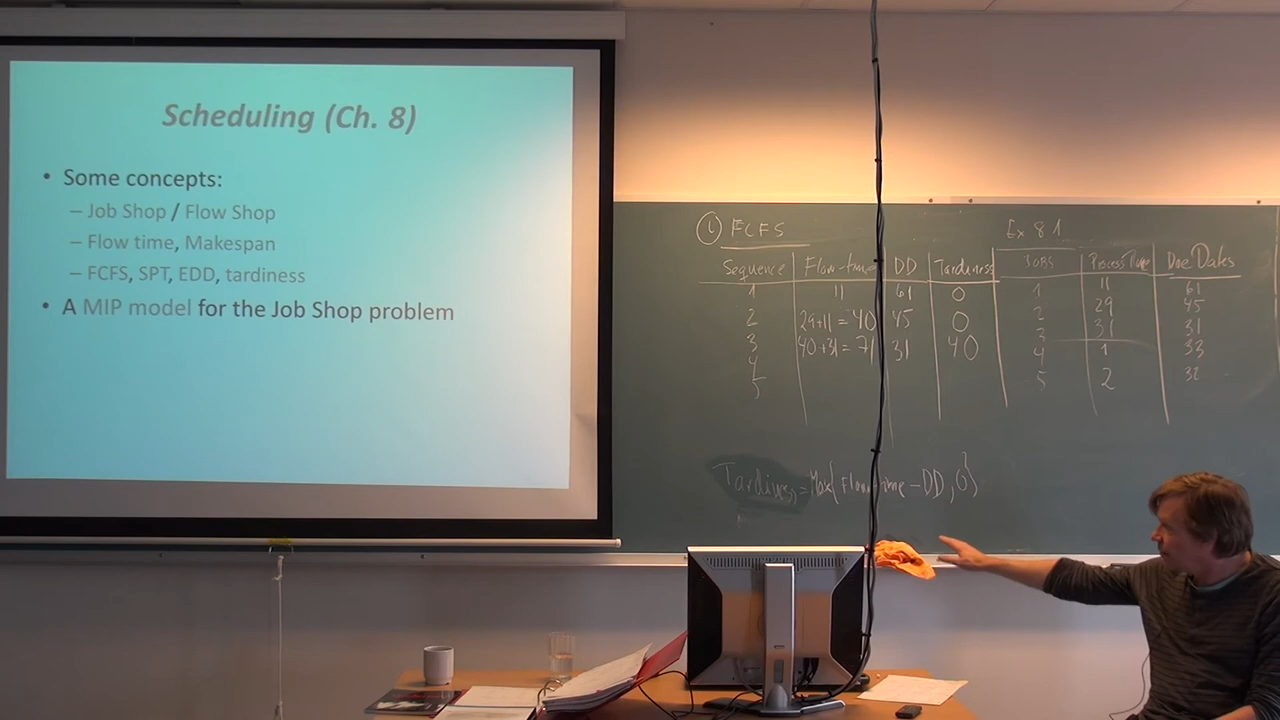 Scheduling (Ch. 8)
• Some concepts:
– Job Shop / Flow Shop
– Flow time, Makespan
– FCFS, SPT, EDD, tardiness
• A MIP model for the Job Shop problem
① FCFS
Sequence Flow-time DD Tardiness
1 11 61 0
2 29+11 = 40 45 0
3 40+31 = 71 31 40
4
5
Tardiness = Max{Flow-time - DD, 0}
Ex 8.1
JOBS Process Time Due Dates
1 11 61
2 29 45
3 31 31
4 1 33
5 2 32